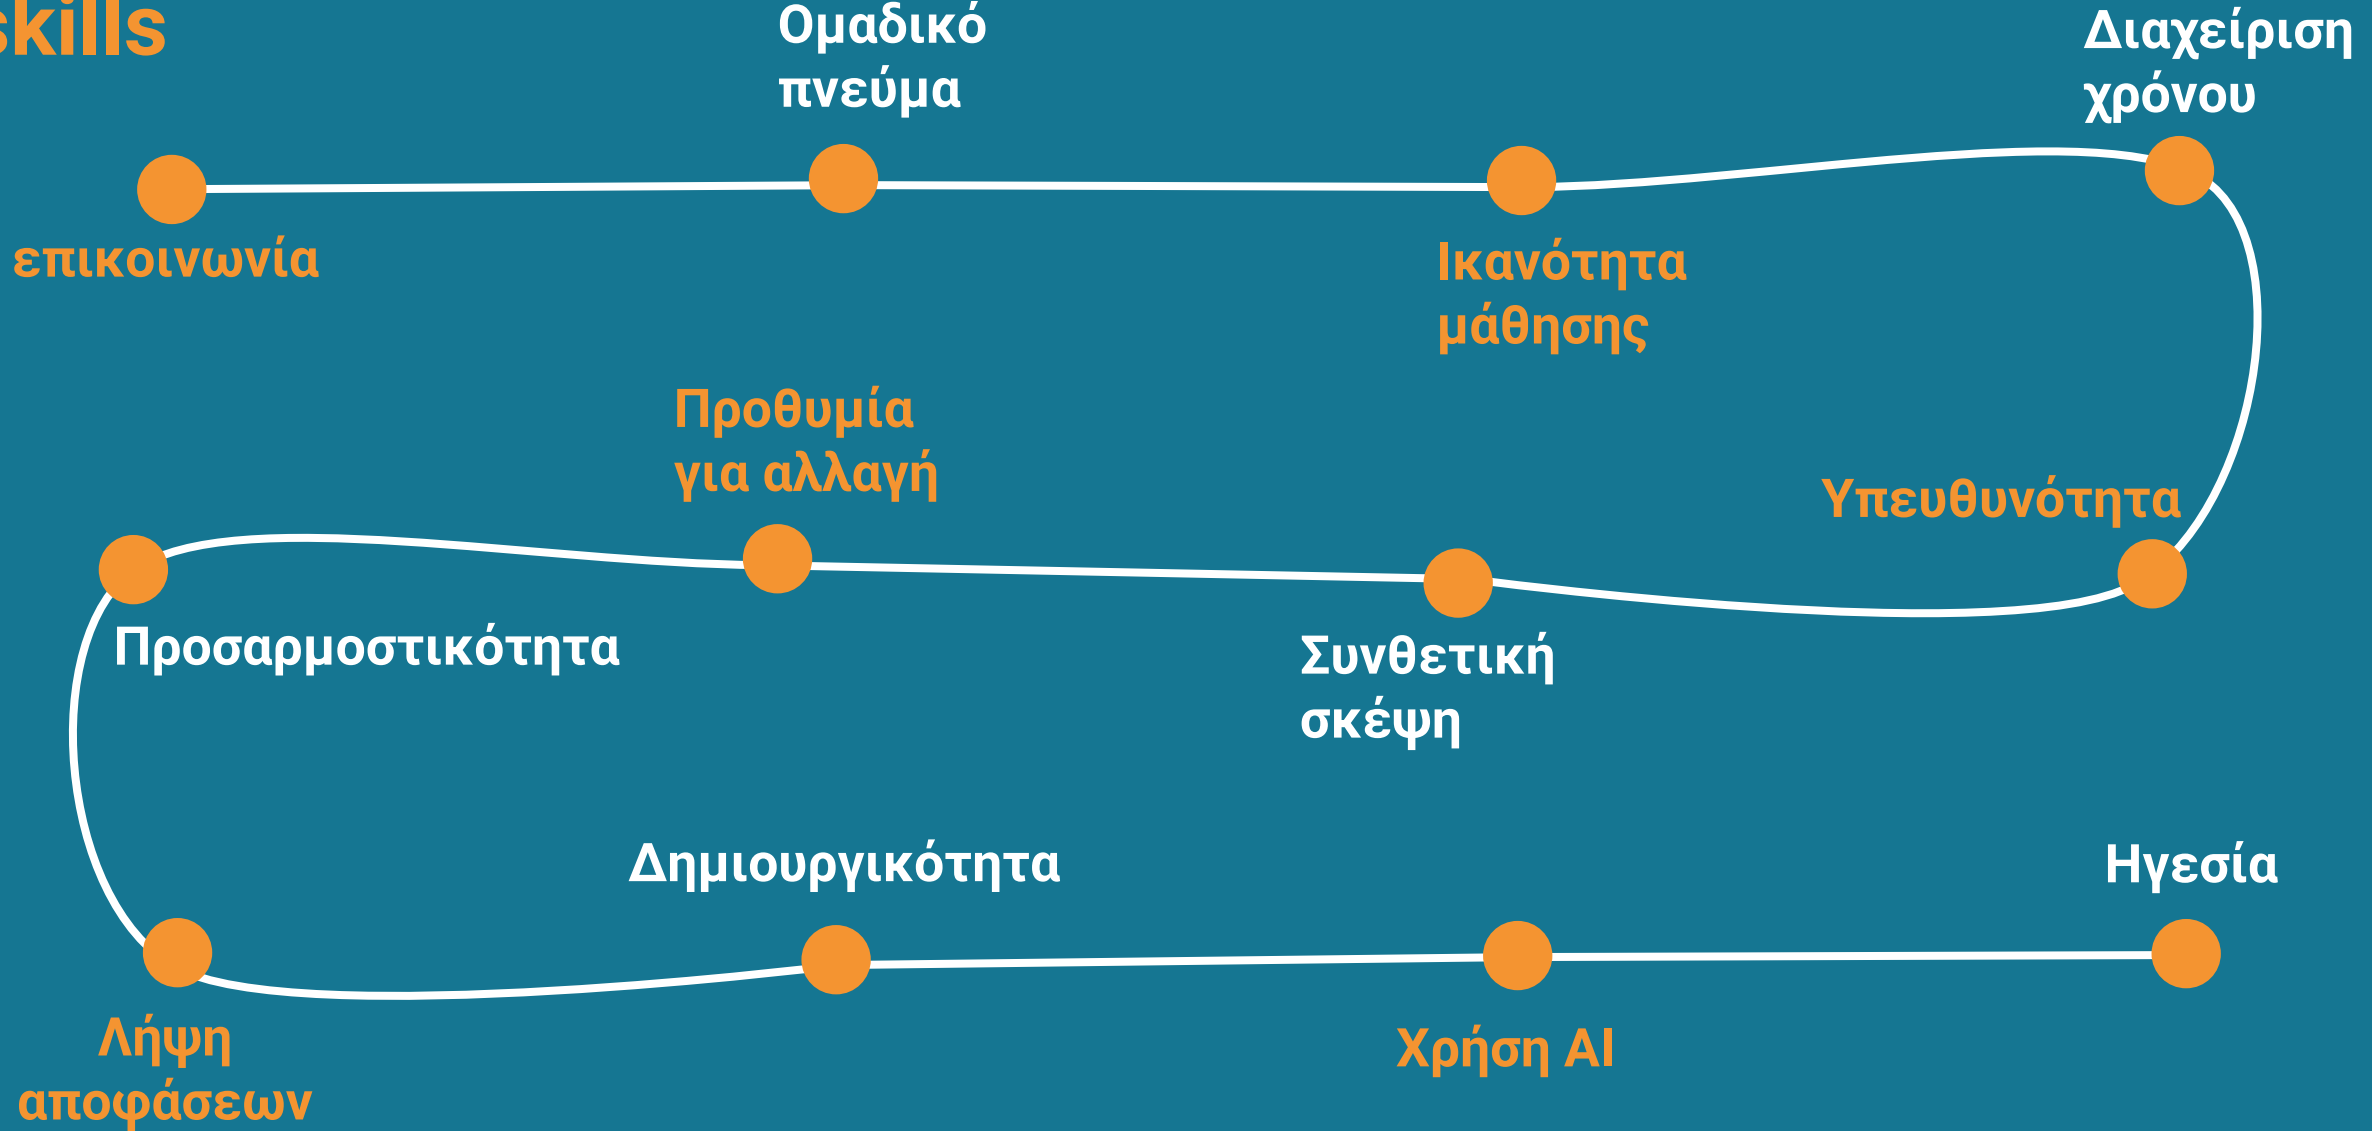 skills
επικοινωνία
Ομαδικό
πνεύμα
Ικανότητα
μάθησης
Διαχείριση
χρόνου
Υπευθυνότητα
Συνθετική
σκέψη
Προθυμία
για αλλαγή
Προσαρμοστικότητα
Λήψη
αποφάσεων
Δημιουργικότητα
Χρήση AI
Ηγεσία